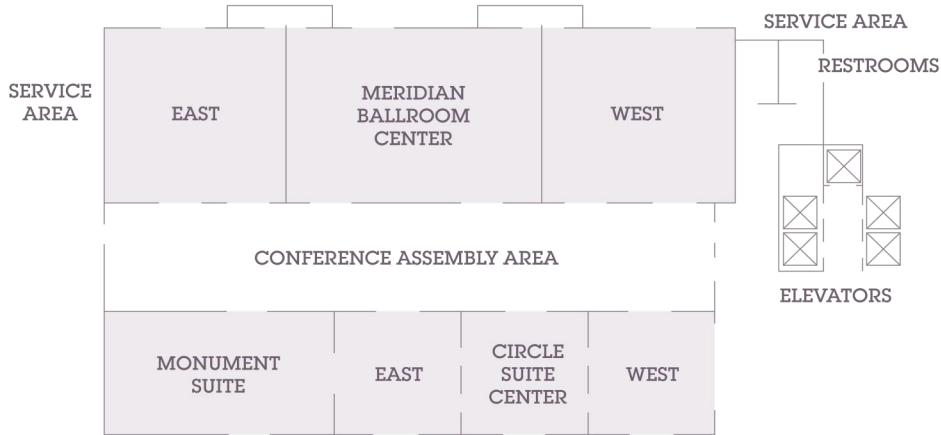 SERVICE AREA
RESTROOMS
SERVICE
AREA
EAST
MERIDIAN
BALLROOM
CENTER
WEST
CONFERENCE ASSEMBLY AREA
ELEVATORS
MONUMENT
SUITE
EAST
CIRCLE
SUITE
CENTER
WEST